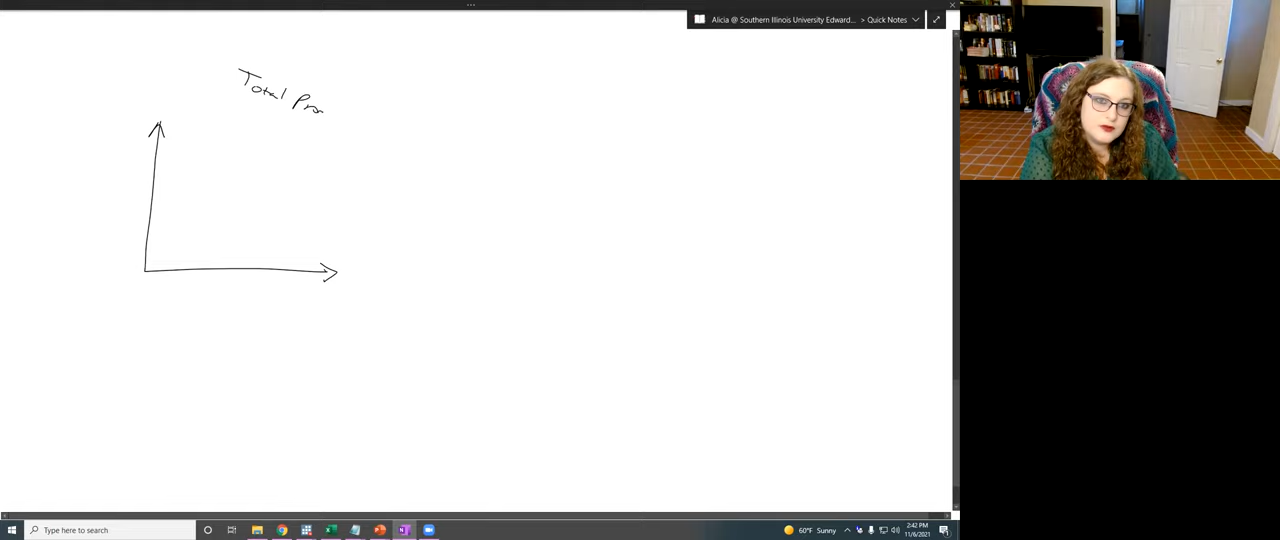 Alicia @ Southern Illinois University Edward... > Quick Notes
Total Pro
Type here to search
60°F Sunny
2:42 PM
11/6/2021